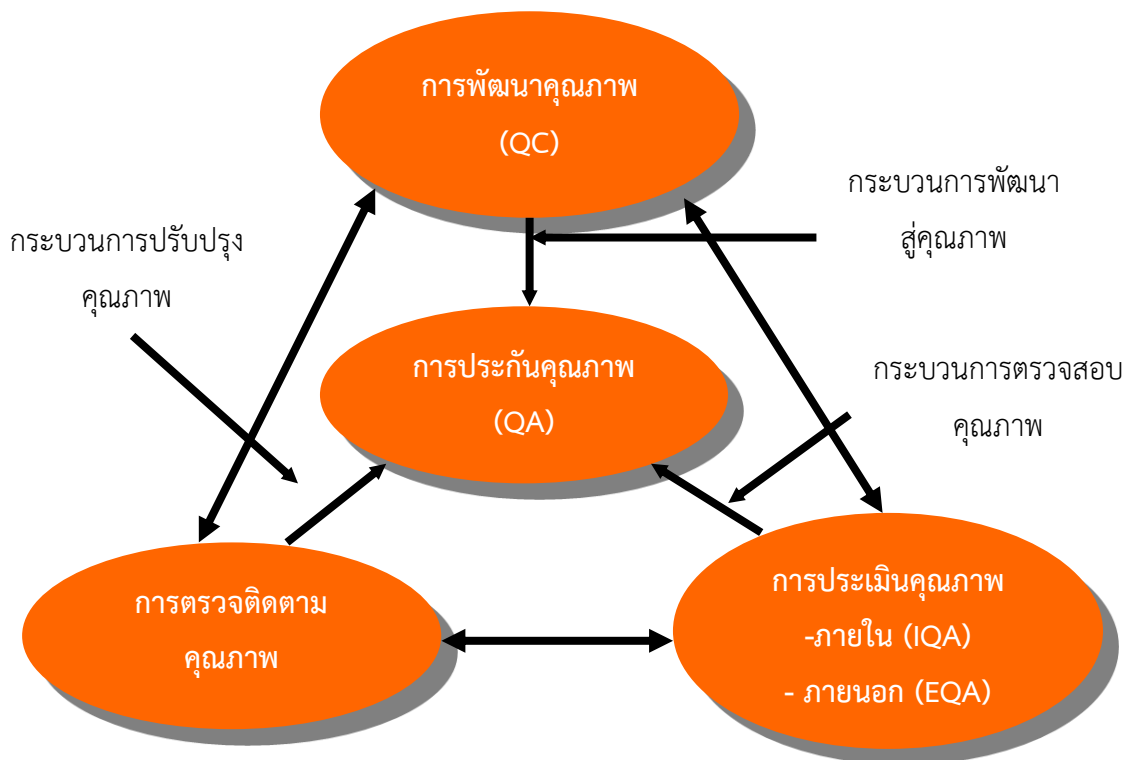 การพัฒนาคุณภาพ
(QC)
กระบวนการพัฒนา
สู่คุณภาพ
กระบวนการปรับปรุง
คุณภาพ
การประกันคุณภาพ
(QA)
กระบวนการตรวจสอบ
คุณภาพ
การตรวจติดตาม
คุณภาพ
การประเมินคุณภาพ
-ภายใน (IQA)
- ภายนอก (EQA)